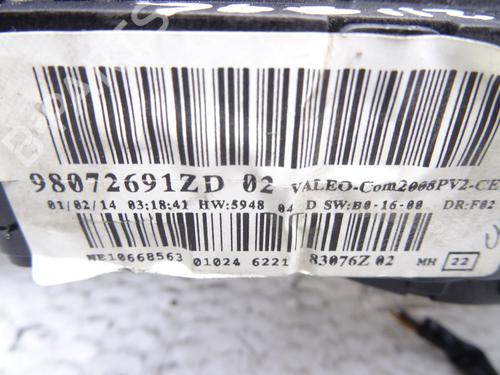 98072691ZD 02 VALEO-Com2008PV2-CE
01/02/14 03:18:41 HW:5948 04 D SW:B0-16-00 DR:F02
NE10668563 01024 6221 83076Z 02 MH 22